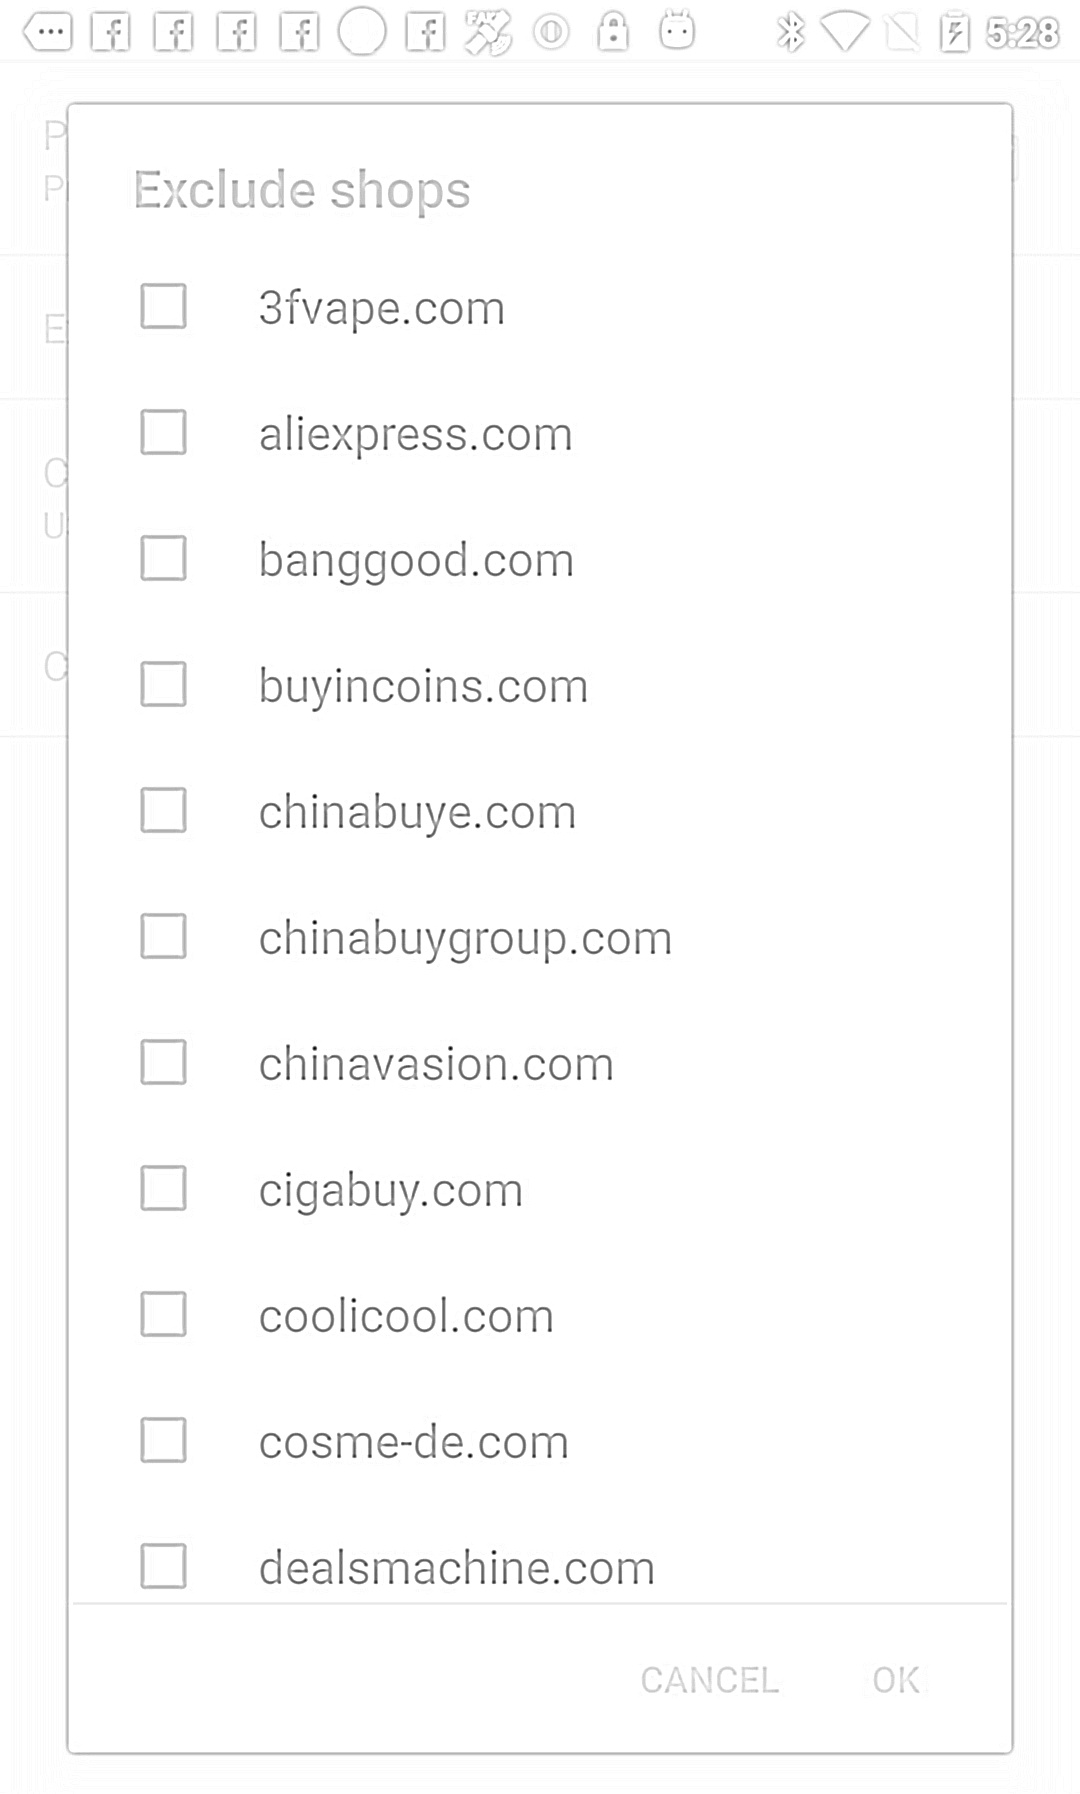 5:28
P
P
E
C
U
C
Exclude shops
3fvape.com
aliexpress.com
banggood.com
buyincoins.com
chinabuye.com
chinabuygroup.com
chinavasion.com
cigabuy.com
coolicool.com
cosme-de.com
dealsmachine.com
CANCEL OK